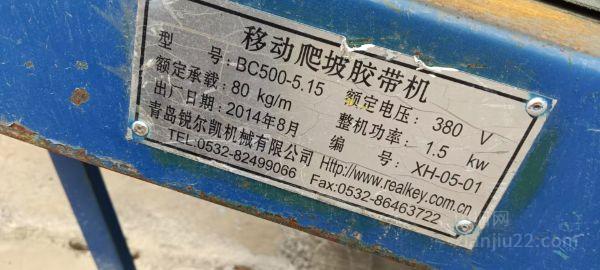 移动爬坡胶带机
型 号: BC500-5.15 额定电压: 380 V
额定承载: 80 kg/m 整机功率: 1.5 kw
出厂日期: 2014年8月 编 号: XH-05-01
青岛锐尔凯机械有限公司 Http://www.realkey.com.cn
TEL:0532-82499066 Fax:0532-86463722